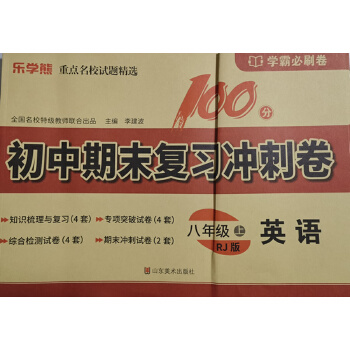 乐学熊 重点名校试题精选
学霸必刷卷
100分
全国名校特级教师联合出品 主编 李建波
初中期末复习冲刺卷
知识梳理与复习(4套) 专项突破试卷(4套)
综合检测试卷(4套) 期末冲刺试卷(2套)
八年级上 英语
RJ版
山东美术出版社